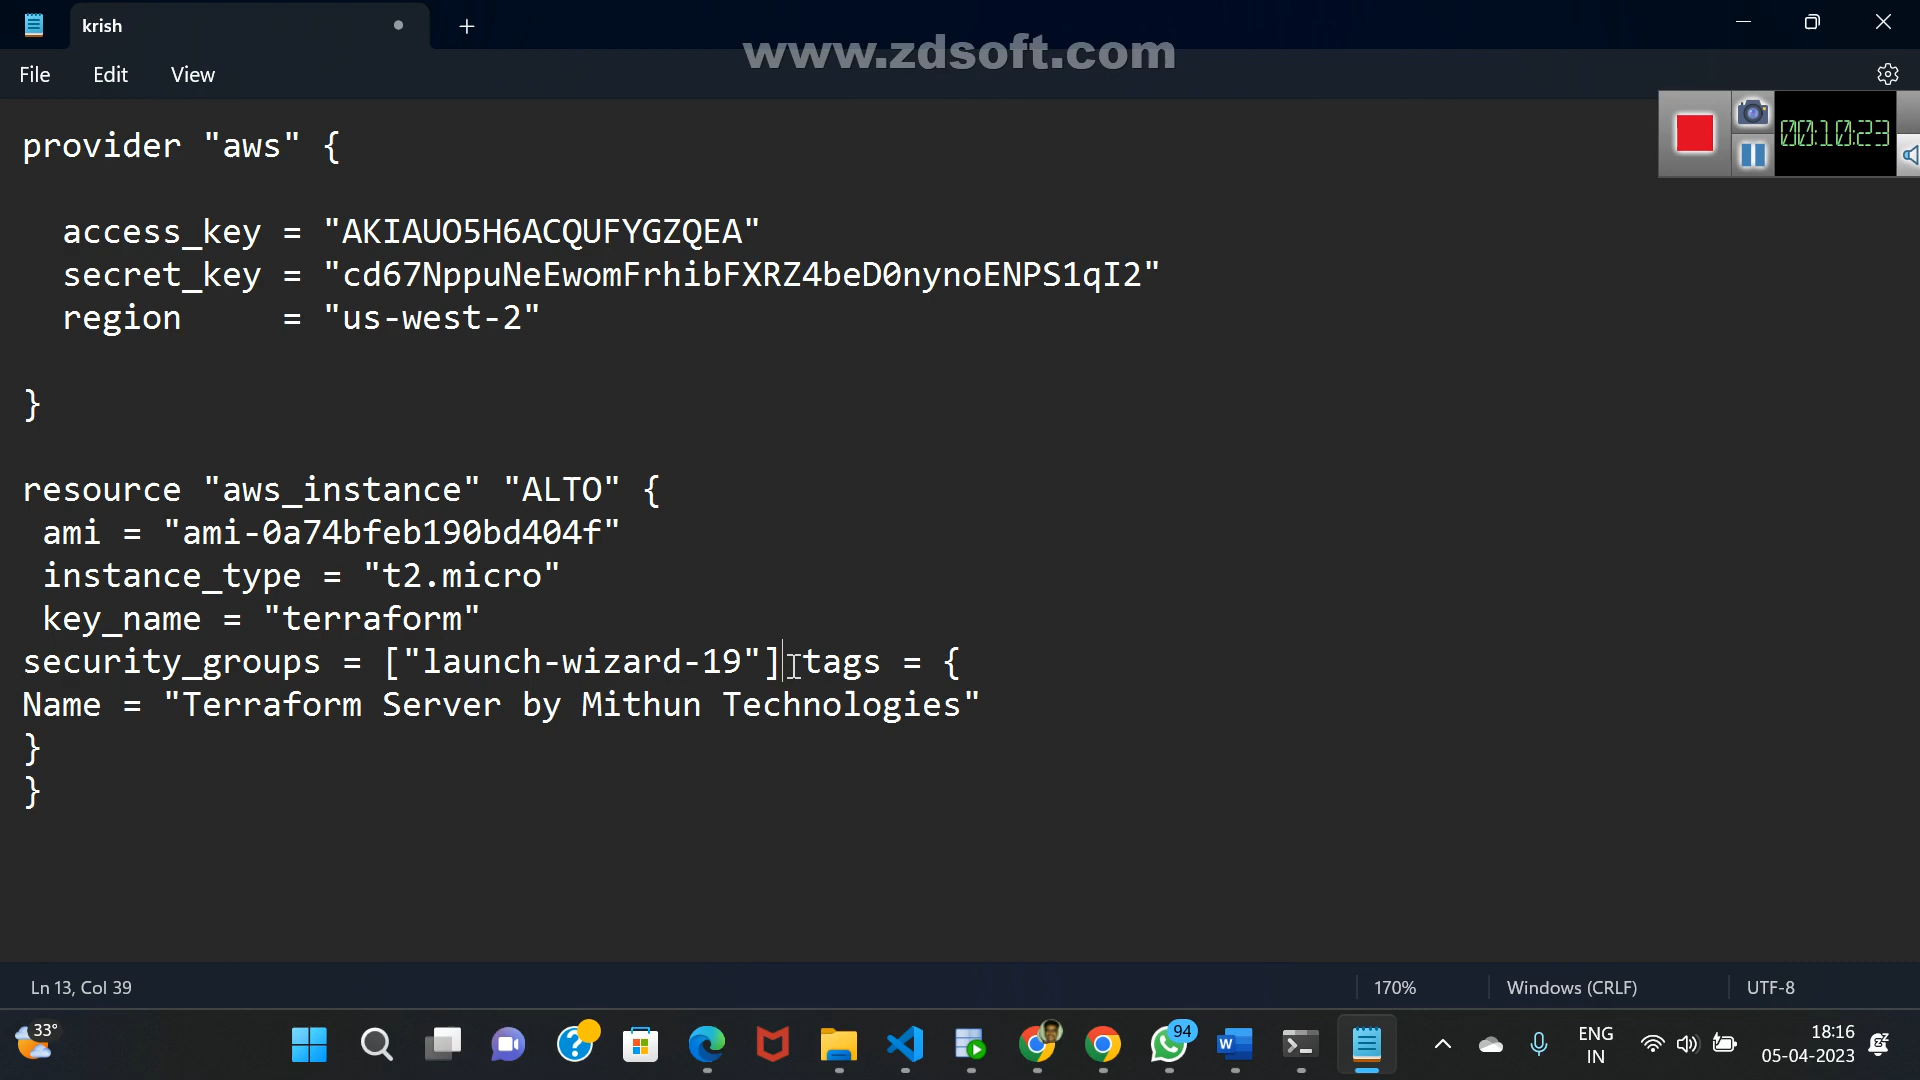 krish
www.zdsoft.com
File Edit View
00:10:23
provider "aws" {
access_key = "AKIAUO5H6ACQUFYGZQEA"
secret_key = "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"
region = "us-west-2"
}
resource "aws_instance" "ALTO" {
ami = "ami-0a74bfeb190bd404f"
instance_type = "t2.micro"
key_name = "terraform"
security_groups = ["launch-wizard-19"] tags = {
Name = "Terraform Server by Mithun Technologies"
}
}
Ln 13, Col 39 170% Windows (CRLF) UTF-8
33° 94 ENG 18:16
IN 05-04-2023